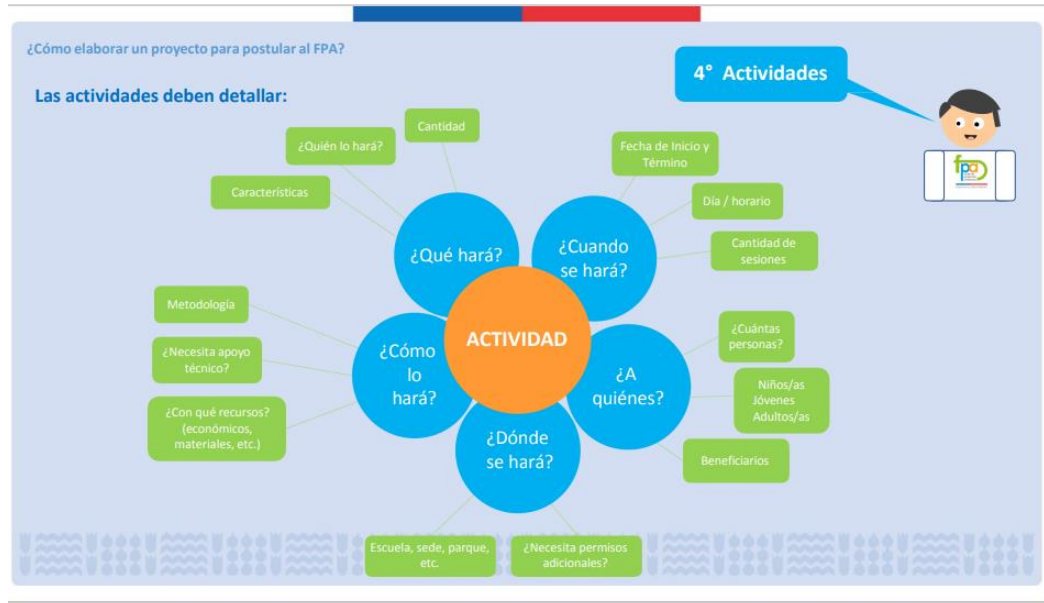 ¿Cómo elaborar un proyecto para postular al FPA?
4° Actividades
Las actividades deben detallar:
Cantidad
¿Quién lo hará?
Características
Fecha de Inicio y
Término
Día / horario
Cantidad de
sesiones
¿Qué hará?
¿Cuando
se hará?
ACTIVIDAD
Metodología
¿Necesita apoyo
técnico?
¿Con qué recursos?
(económicos,
materiales, etc.)
¿Cómo
lo
hará?
¿A
quiénes?
¿Cuántas
personas?
Niños/as
Jóvenes
Adultos/as
Beneficiarios
¿Dónde
se hará?
Escuela, sede, parque,
etc.
¿Necesita permisos
adicionales?
fpa